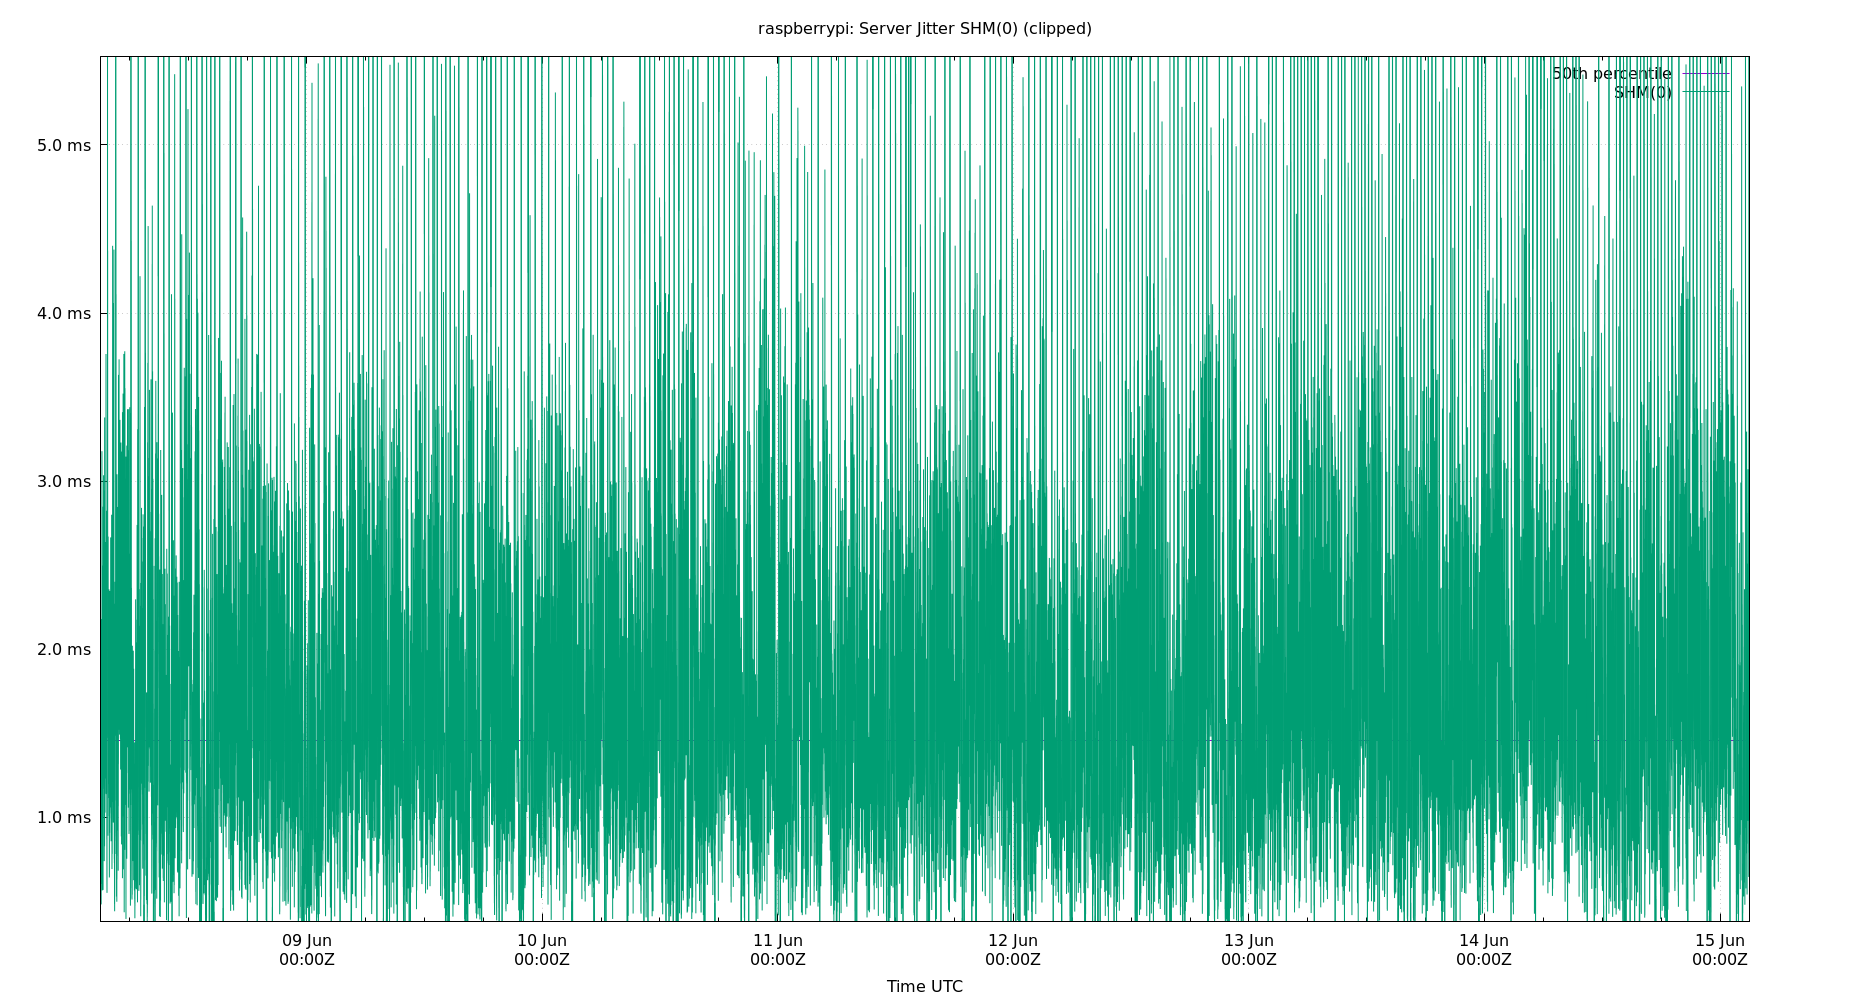 raspberrypi: Server Jitter SHM(0) (clipped)
50th percentile
SHM(0)
5.0 ms
4.0 ms
3.0 ms
2.0 ms
1.0 ms
09 Jun 10 Jun 11 Jun 12 Jun 13 Jun 14 Jun 15 Jun
00:00Z 00:00Z 00:00Z 00:00Z 00:00Z 00:00Z 00:00Z
Time UTC